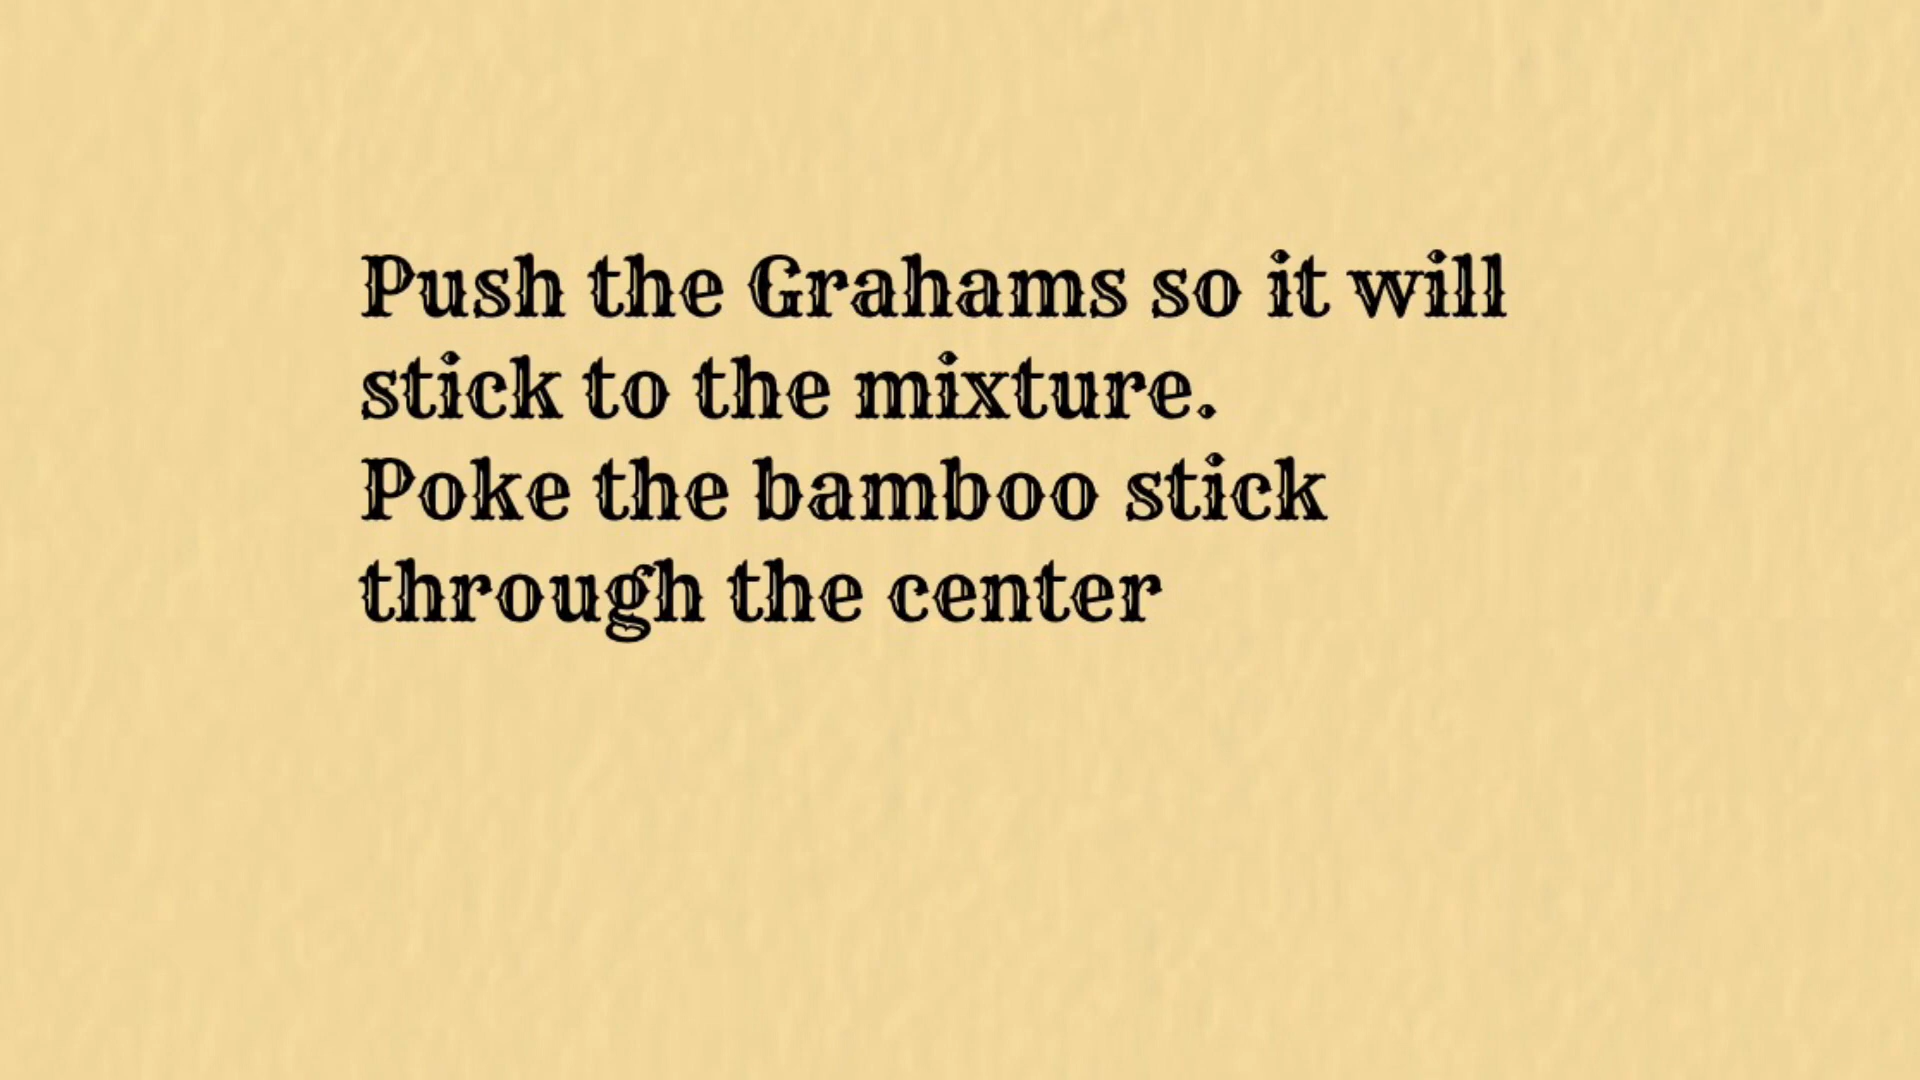 Push the Grahams so it will
stick to the mixture.
Poke the bamboo stick
through the center